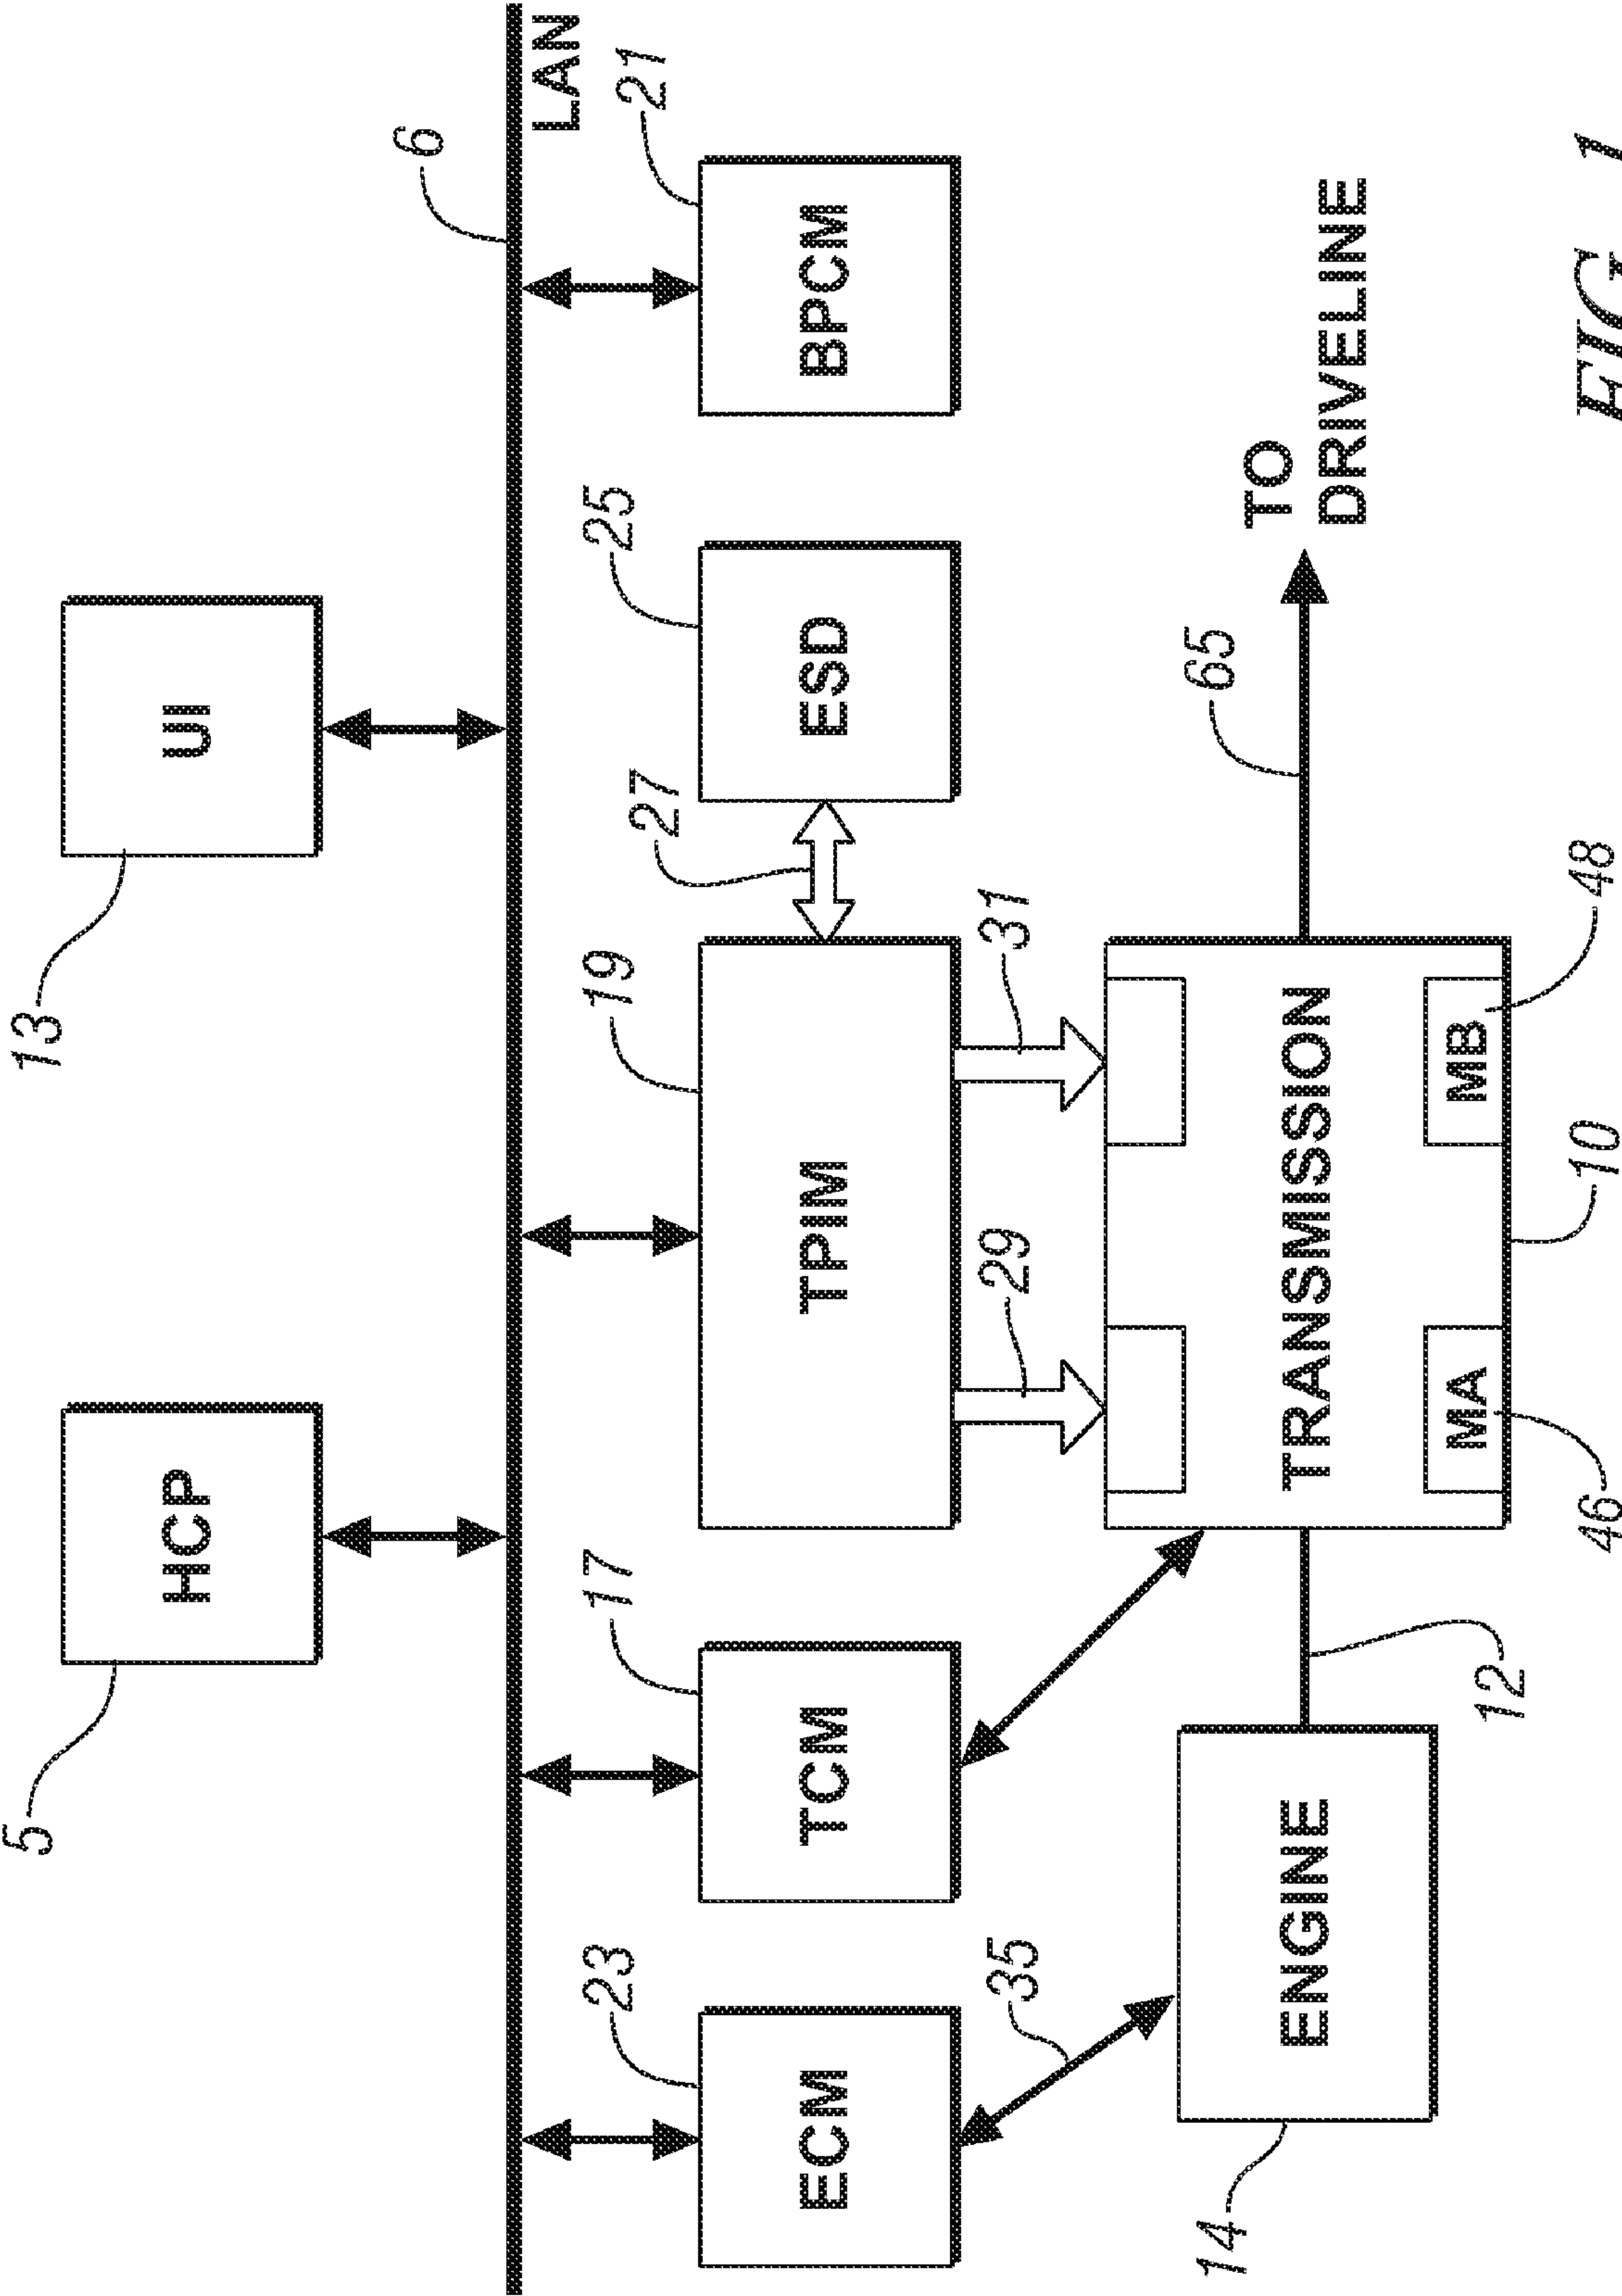 5
HCP
13
UI
6
LAN
23
ECM
17
TCM
19
TPIM
27
25
ESD
21
BPCM
35
29
31
14
ENGINE
12
TRANSMISSION
MA
MB
46
10
48
65
TO
DRIVELINE
FIG. 1